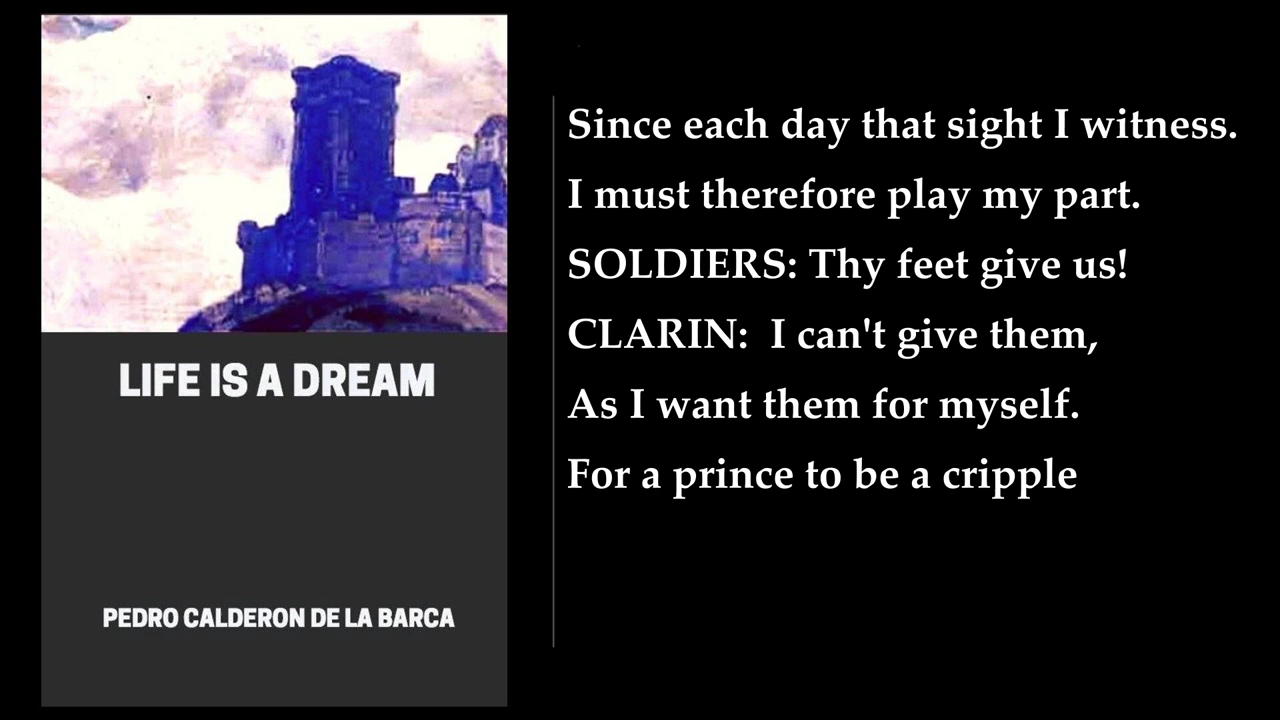 LIFE IS A DREAM
PEDRO CALDERON DE LA BARCA
Since each day that sight I witness.
I must therefore play my part.
SOLDIERS: Thy feet give us!
CLARIN:  I can't give them,
As I want them for myself.
For a prince to be a cripple